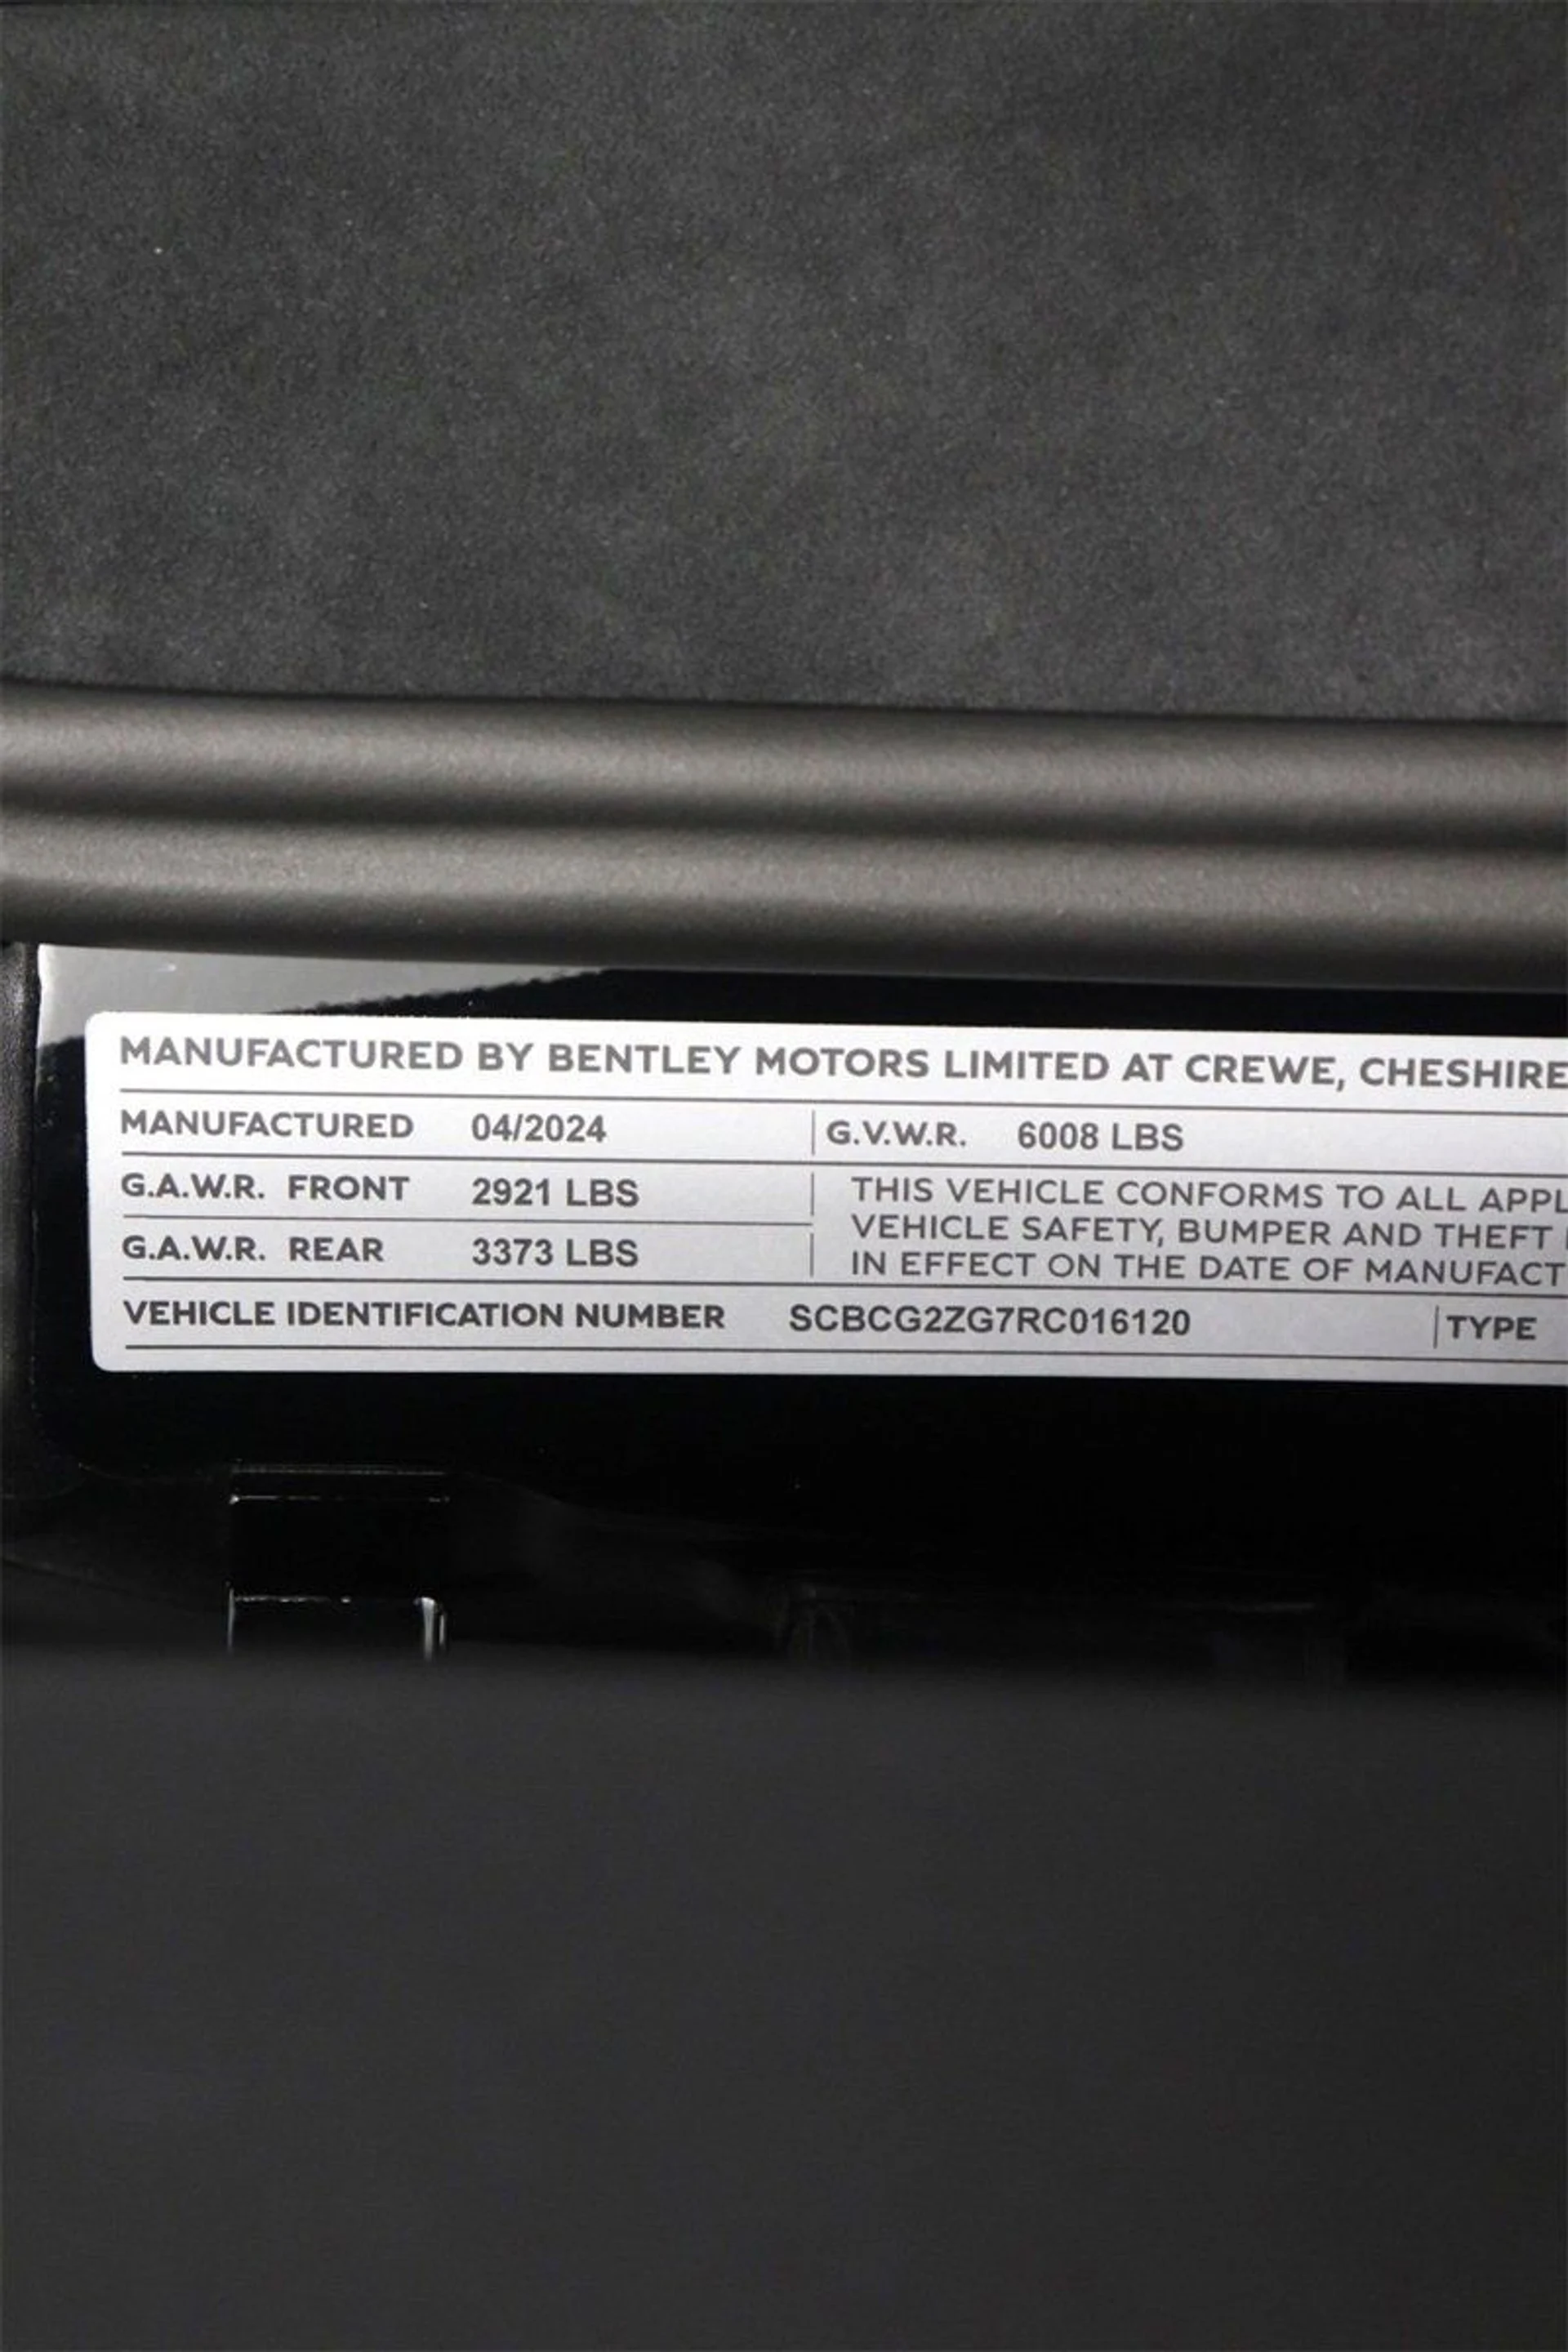 MANUFACTURED BY BENTLEY MOTORS LIMITED AT CREWE, CHESHIRE
MANUFACTURED 04/2024 G.V.W.R. 6008 LBS
G.A.W.R. FRONT 2921 LBS
THIS VEHICLE CONFORMS TO ALL APPL
VEHICLE SAFETY, BUMPER AND THEFT
G.A.W.R. REAR 3373 LBS
IN EFFECT ON THE DATE OF MANUFACT
VEHICLE IDENTIFICATION NUMBER SCBCG2ZG7RC016120 TYPE